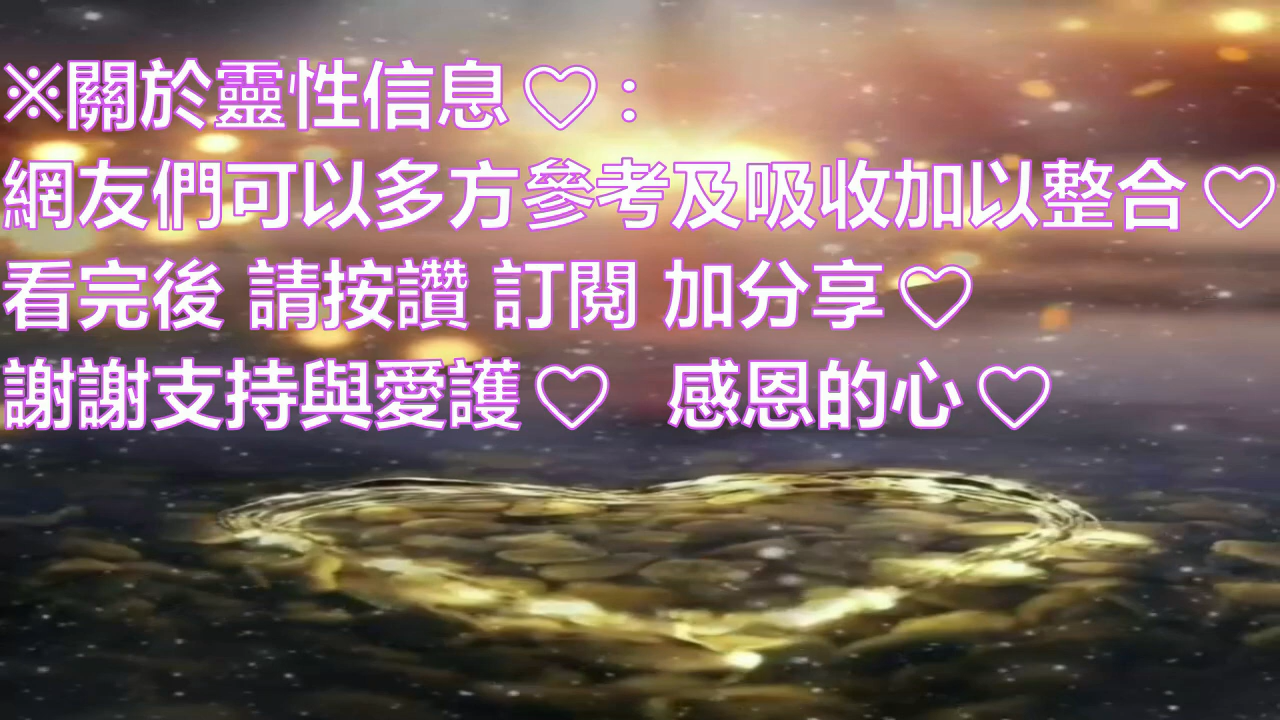 ※關於靈性信息♡:
網友們可以多方參考及吸收加以整合♡
看完後 請按讚 訂閱 加分享♡
謝謝支持與愛護♡ 感恩的心♡